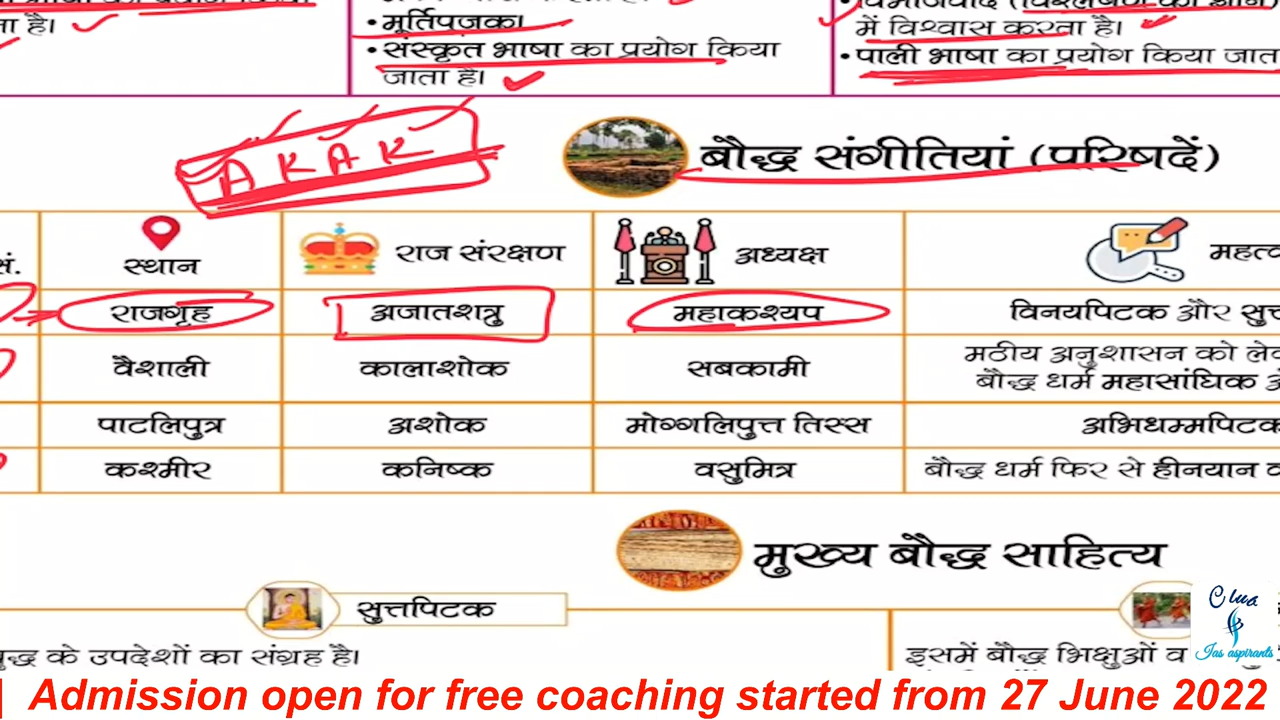 ता है।
• मूर्तिपूजक।
• संस्कृत भाषा का प्रयोग किया
जाता है।
में विश्वास करता है।
• पाली भाषा का प्रयोग किया जात
A K A K
बौद्ध संगीतियां (परिषदें)
सं.
स्थान
राज संरक्षण
अध्यक्ष
महत्व
राजगृह
अजातशत्रु
महाकश्यप
विनयपिटक और सुत्त
वैशाली
कालाशोक
सबकामी
मठीय अनुशासन को ले
बौद्ध धर्म महासांघिक
पाटलिपुत्र
अशोक
मोग्गलिपुत्त तिस्स
अभिधम्मपिटक
कश्मीर
कनिष्क
वसुमित्र
बौद्ध धर्म फिर से हीनयान व
मुख्य बौद्ध साहित्य
सुत्तपिटक
बुद्ध के उपदेशों का संग्रह है।
इसमें बौद्ध भिक्षुओं व
Clue
Ias aspirants
| Admission open for free coaching started from 27 June 2022